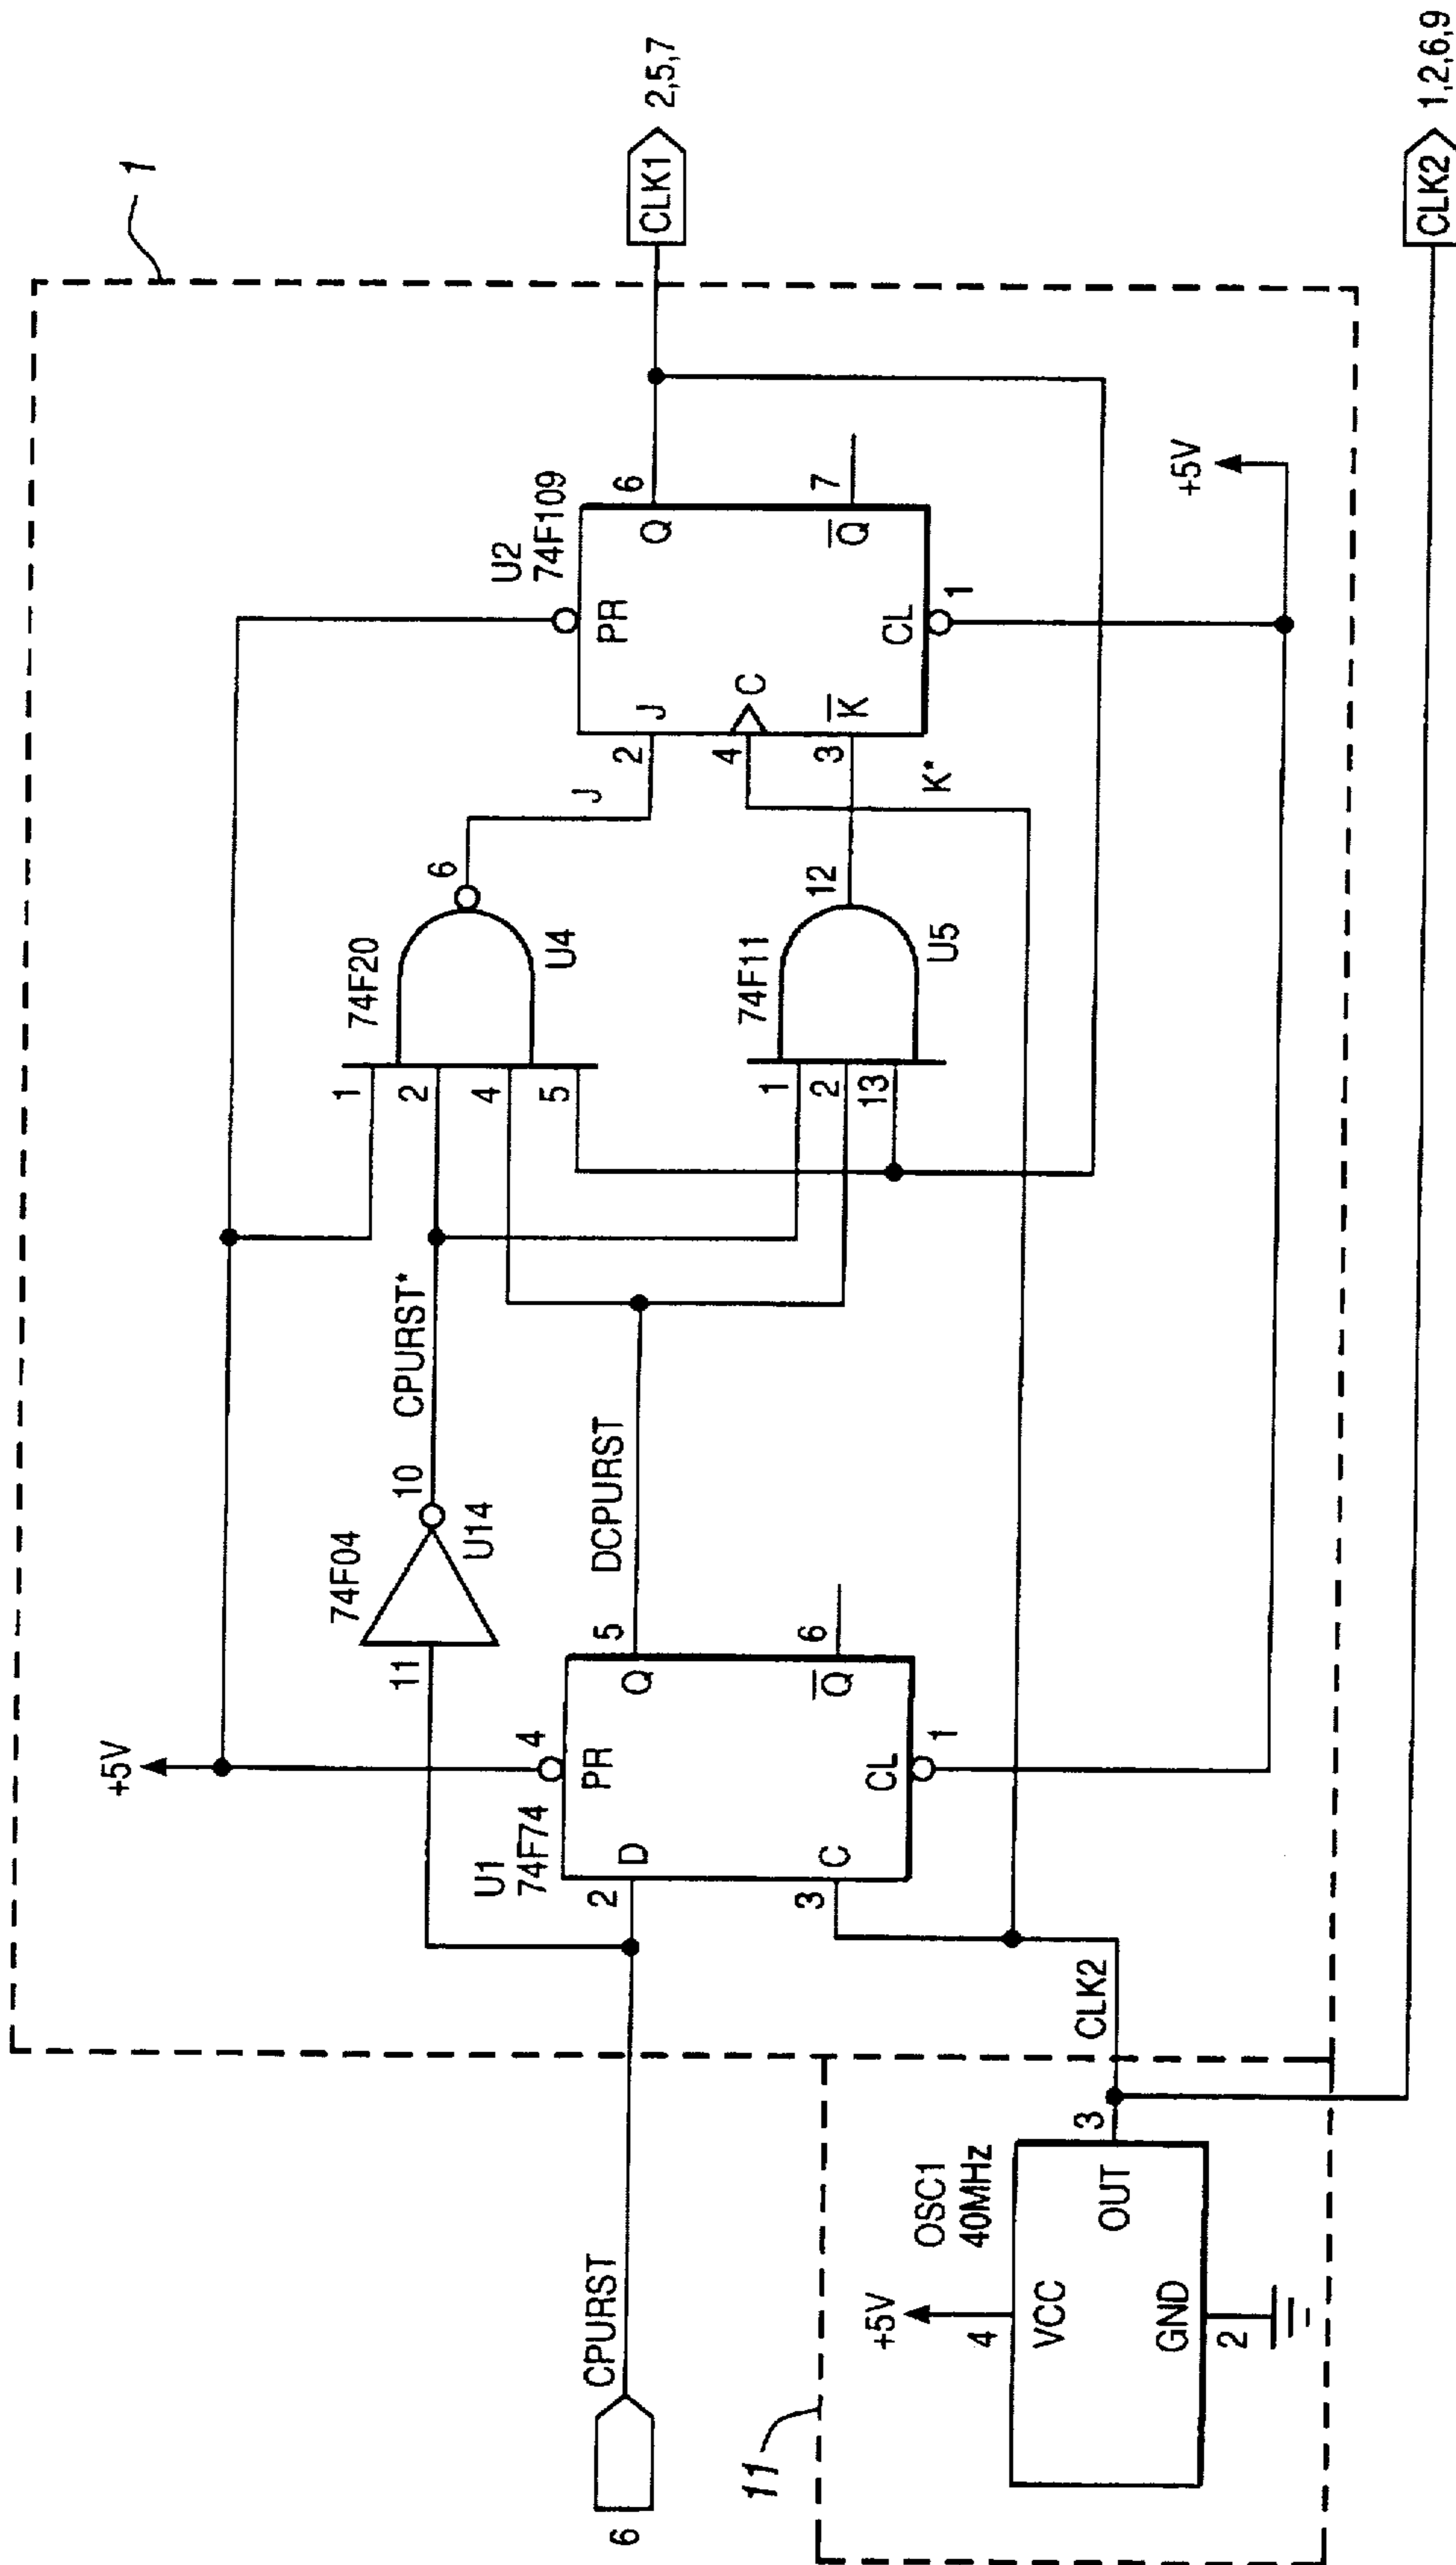 1
+5V
74F04
11
10
CPURST*
U14
74F20
1
2
4
5
6
U4
J
U2
74F109
PR
J
2
Q
6
C
4
K
3
Q
7
CL
1
K*
CLK1
2,5,7
6
CPURST
U1
74F74
4
PR
2
D
Q
5
DCPURST
3
C
Q
6
CL
1
74F11
1
2
13
12
U5
+5V
11
+5V
OSC1
40MHz
4
VCC
OUT
3
GND
2
CLK2
CLK2
1,2,6,9